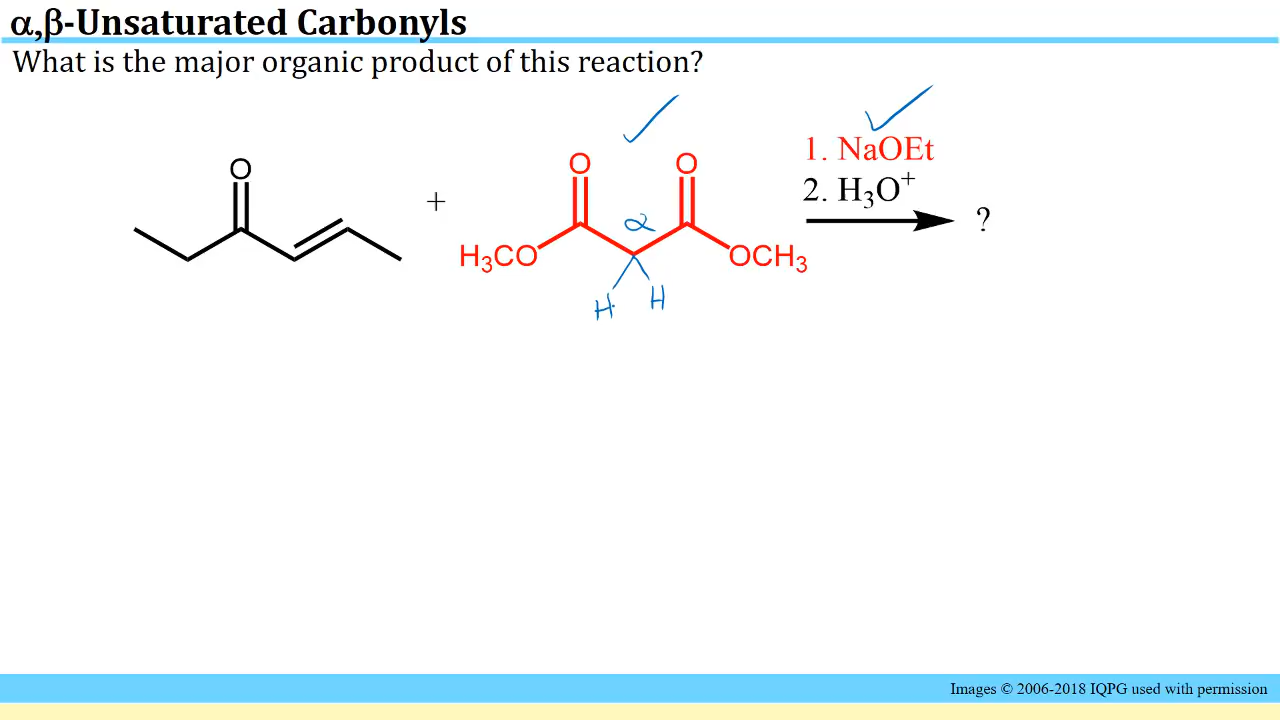 α,β-Unsaturated Carbonyls
What is the major organic product of this reaction?
O
+
O O
H₃CO
α
OCH₃
H H
1. NaOEt
2. H₃O⁺
?
Images © 2006-2018 IQPG used with permission